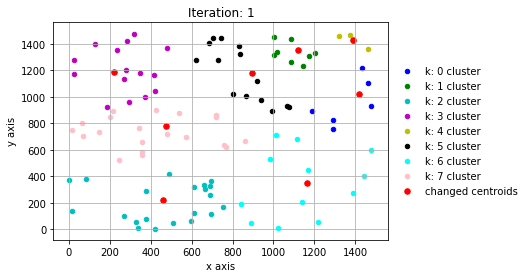 Iteration: 1
y axis
1400
1200
1000
800
600
400
200
0
0 200 400 600 800 1000 1200 1400
x axis
k: 0 cluster
k: 1 cluster
k: 2 cluster
k: 3 cluster
k: 4 cluster
k: 5 cluster
k: 6 cluster
k: 7 cluster
changed centroids